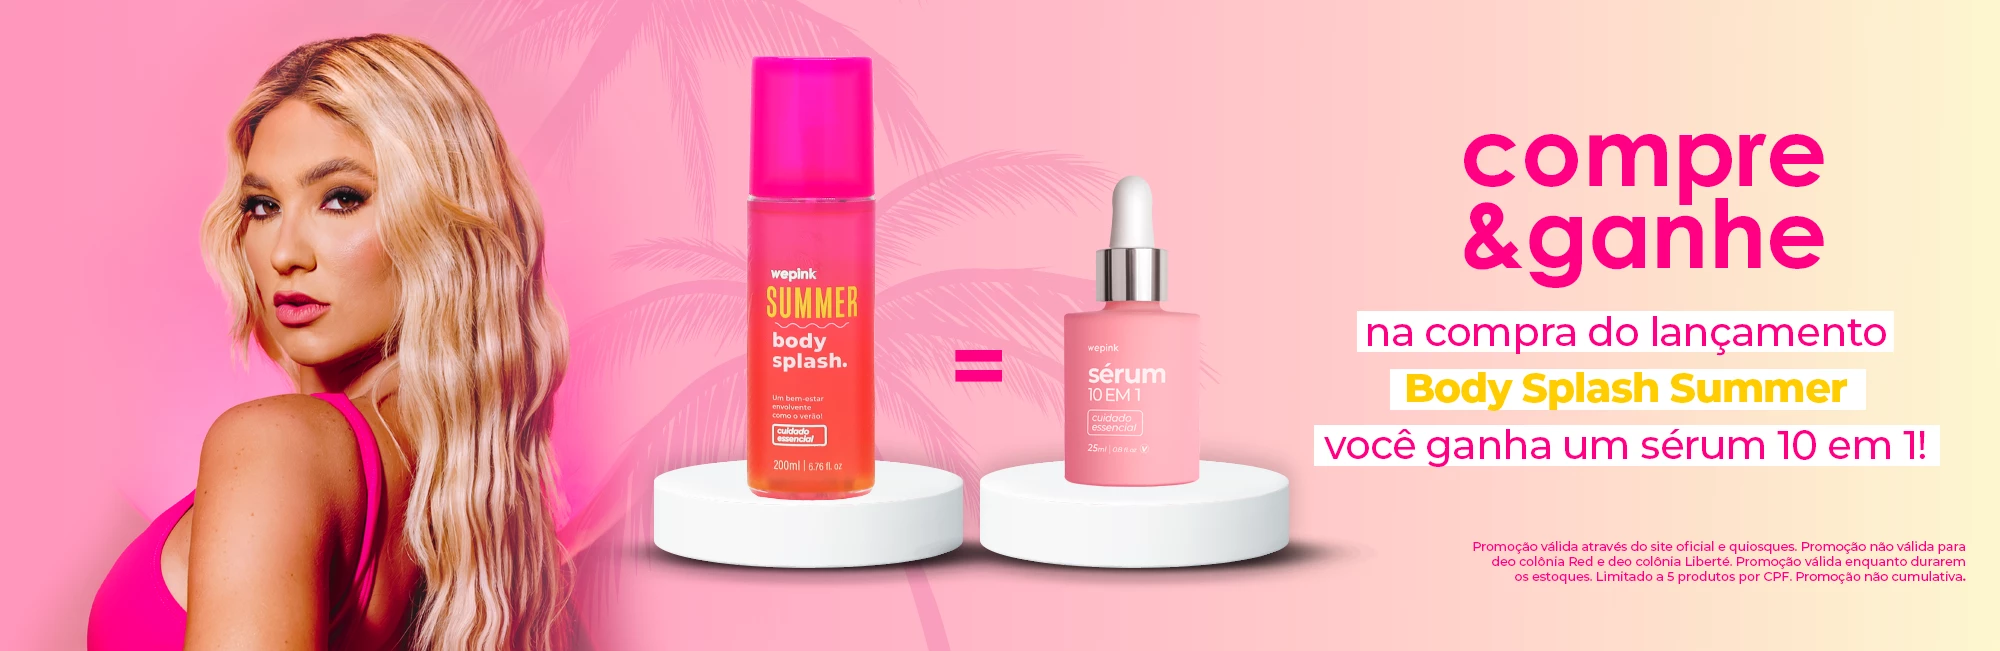 wepink
SUMMER
body
splash.
Um bem-estar
envolvente
como o verão!
cuidado
essencial
200ml | 6.76 fl. oz
=
wepink
sérum
10 EM 1
cuidado
essencial
25ml
compre
&ganhe
na compra do lançamento
Body Splash Summer
você ganha um sérum 10 em 1!
Promoção válida através do site oficial e quiosques. Promoção não válida para
deo colônia Red e deo colônia Liberté. Promoção válida enquanto durarem
os estoques. Limitado a 5 produtos por CPF. Promoção não cumulativa.